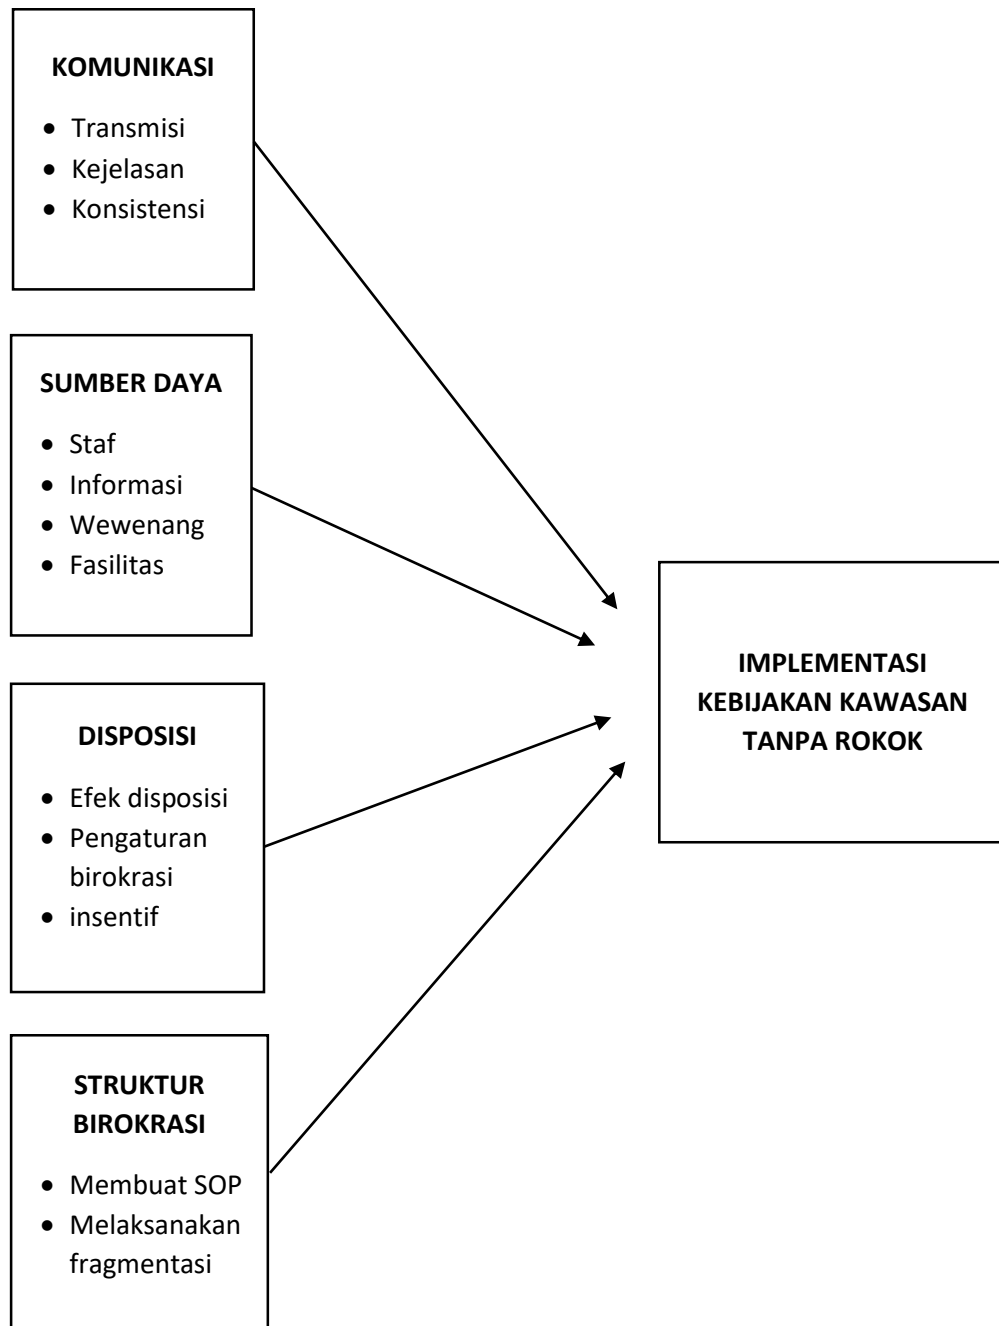 KOMUNIKASI
• Transmisi
• Kejelasan
• Konsistensi
SUMBER DAYA
• Staf
• Informasi
• Wewenang
• Fasilitas
DISPOSISI
• Efek disposisi
• Pengaturan
birokrasi
• insentif
STRUKTUR
BIROKRASI
• Membuat SOP
• Melaksanakan
fragmentasi
IMPLEMENTASI
KEBIJAKAN KAWASAN
TANPA ROKOK